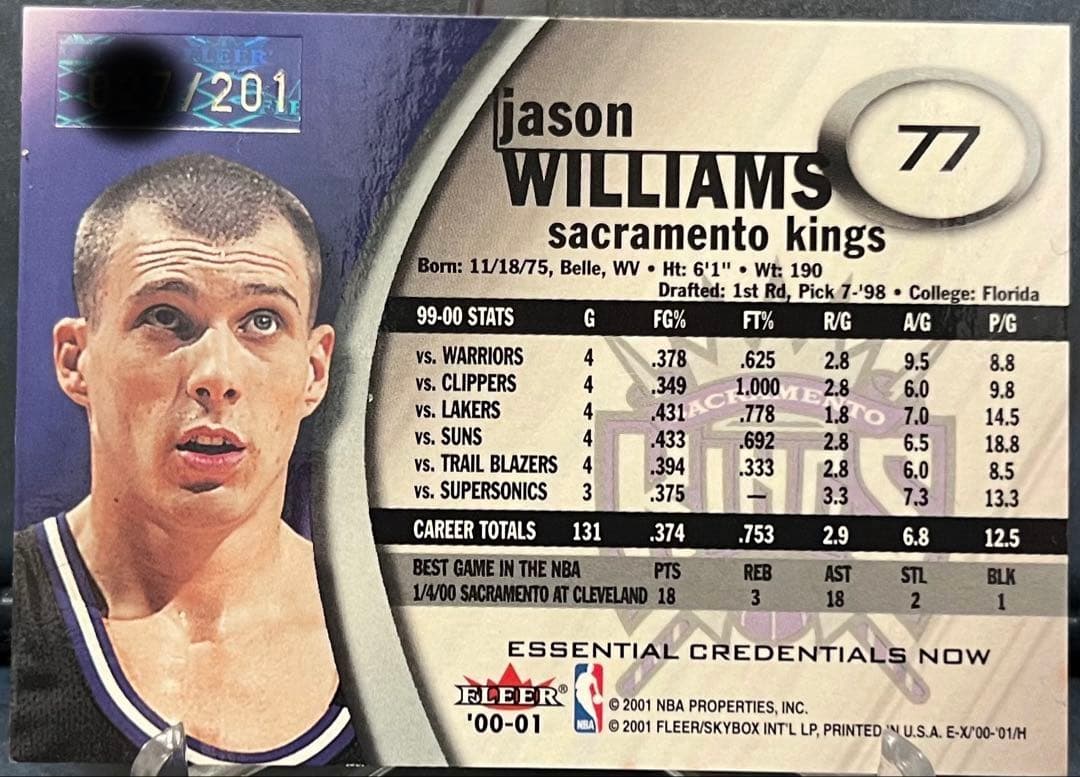 FLEER
/201
jason
WILLIAMS
77
sacramento kings
Born: 11/18/75, Belle, WV • Ht: 6'1" • Wt: 190
Drafted: 1st Rd, Pick 7-'98 • College: Florida
99-00 STATS G FG% FT% R/G A/G P/G
vs. WARRIORS 4 .378 .625 2.8 9.5 8.8
vs. CLIPPERS 4 .349 1.000 2.8 6.0 9.8
vs. LAKERS 4 .431 .778 1.8 7.0 14.5
vs. SUNS 4 .433 .692 2.8 6.5 18.8
vs. TRAIL BLAZERS 4 .394 .333 2.8 6.0 8.5
vs. SUPERSONICS 3 .375 — 3.3 7.3 13.3
CAREER TOTALS 131 .374 .753 2.9 6.8 12.5
SACRAMENTO
KINGS
BEST GAME IN THE NBA PTS REB AST STL BLK
1/4/00 SACRAMENTO AT CLEVELAND 18 3 18 2 1
ESSENTIAL CREDENTIALS NOW
FLEER®
'00-01
NBA
© 2001 NBA PROPERTIES, INC.
© 2001 FLEER/SKYBOX INT'L LP, PRINTED IN U.S.A. E-X/'00-'01/H